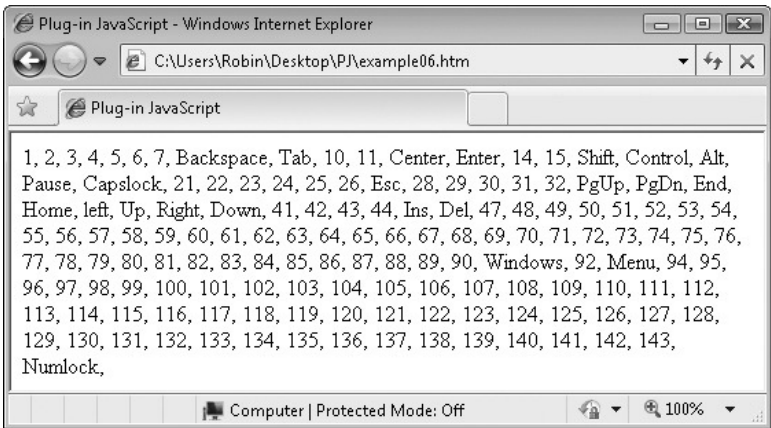 Plug-in JavaScript - Windows Internet Explorer
C:\Users\Robin\Desktop\PJ\example06.htm
Plug-in JavaScript
1, 2, 3, 4, 5, 6, 7, Backspace, Tab, 10, 11, Center, Enter, 14, 15, Shift, Control, Alt,
Pause, Capslock, 21, 22, 23, 24, 25, 26, Esc, 28, 29, 30, 31, 32, PgUp, PgDn, End,
Home, left, Up, Right, Down, 41, 42, 43, 44, Ins, Del, 47, 48, 49, 50, 51, 52, 53, 54,
55, 56, 57, 58, 59, 60, 61, 62, 63, 64, 65, 66, 67, 68, 69, 70, 71, 72, 73, 74, 75, 76,
77, 78, 79, 80, 81, 82, 83, 84, 85, 86, 87, 88, 89, 90, Windows, 92, Menu, 94, 95,
96, 97, 98, 99, 100, 101, 102, 103, 104, 105, 106, 107, 108, 109, 110, 111, 112,
113, 114, 115, 116, 117, 118, 119, 120, 121, 122, 123, 124, 125, 126, 127, 128,
129, 130, 131, 132, 133, 134, 135, 136, 137, 138, 139, 140, 141, 142, 143,
Numlock,
Computer | Protected Mode: Off
100%